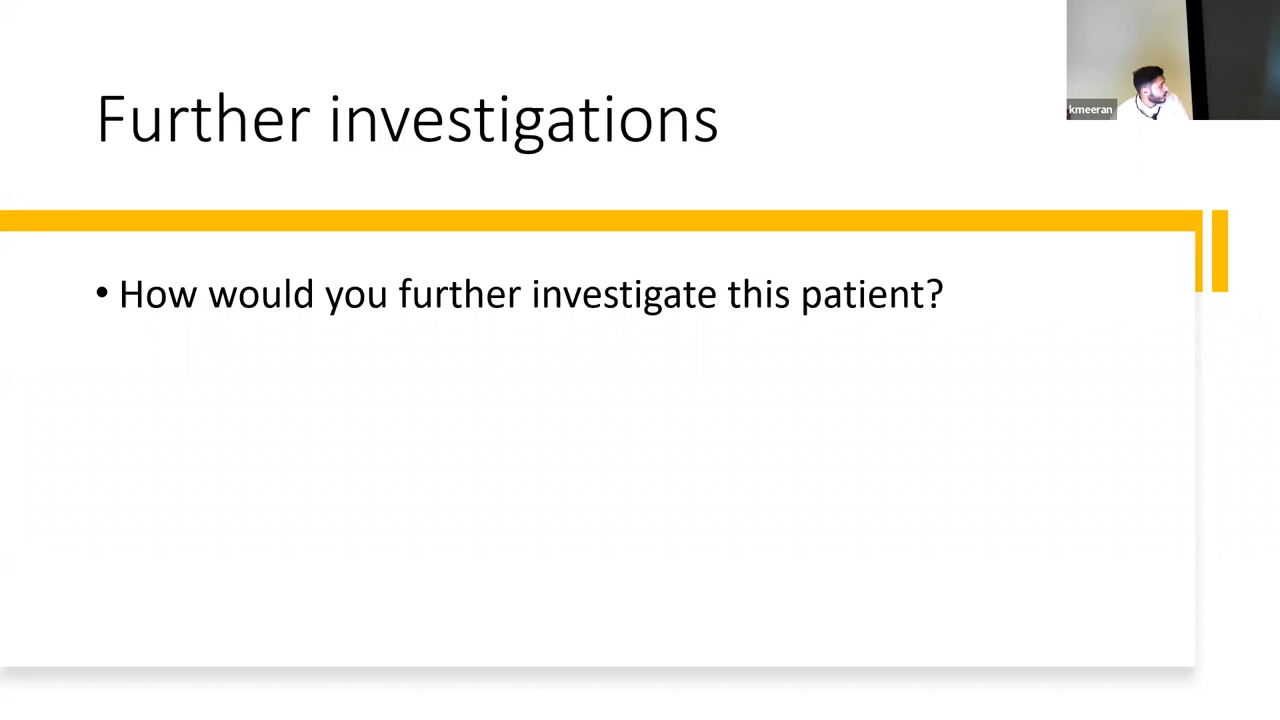 Further investigations
kmeeran
• How would you further investigate this patient?